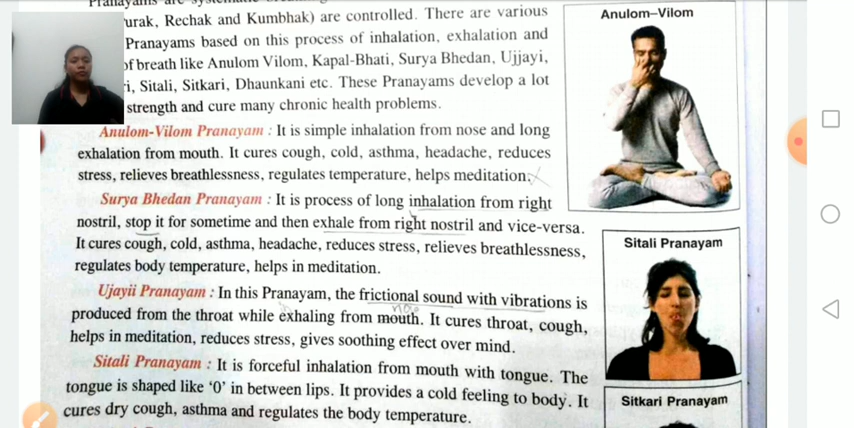 Pranayams are
urak, Rechak and Kumbhak) are controlled. There are various
Pranayams based on this process of inhalation, exhalation and
of breath like Anulom Vilom, Kapal-Bhati, Surya Bhedan, Ujjayi,
i, Sitali, Sitkari, Dhaunkani etc. These Pranayams develop a lot
strength and cure many chronic health problems.
Anulom–Vilom
Anulom-Vilom Pranayam : It is simple inhalation from nose and long
exhalation from mouth. It cures cough, cold, asthma, headache, reduces
stress, relieves breathlessness, regulates temperature, helps meditation.
Surya Bhedan Pranayam : It is process of long inhalation from right
nostril, stop it for sometime and then exhale from right nostril and vice-versa.
It cures cough, cold, asthma, headache, reduces stress, relieves breathlessness,
regulates body temperature, helps in meditation.
Sitali Pranayam
Ujayii Pranayam : In this Pranayam, the frictional sound with vibrations is
produced from the throat while exhaling from mouth. It cures throat, cough,
helps in meditation, reduces stress, gives soothing effect over mind.
Sitali Pranayam : It is forceful inhalation from mouth with tongue. The
tongue is shaped like ‘0’ in between lips. It provides a cold feeling to body. It
cures dry cough, asthma and regulates the body temperature.
Sitkari Pranayam